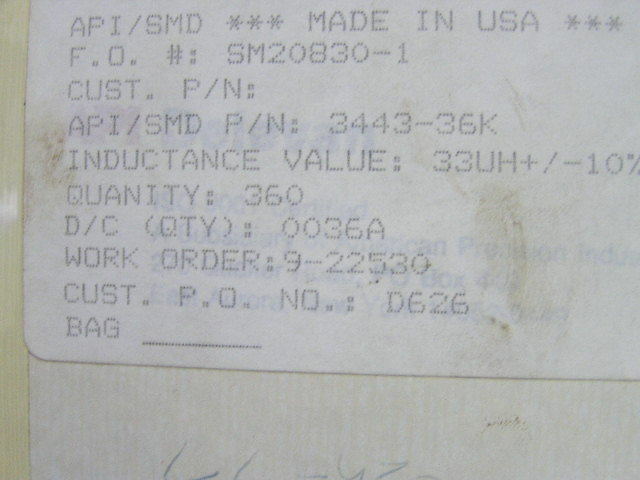 API/SMD *** MADE IN USA ***
F.O. #: SM20830-1
CUST. P/N:
API/SMD P/N: 3443-36K
INDUCTANCE VALUE: 33UH+/-10%
QUANITY: 360
D/C (QTY): 0036A
WORK ORDER:9-22530
CUST. P.O. NO.: D626
BAG